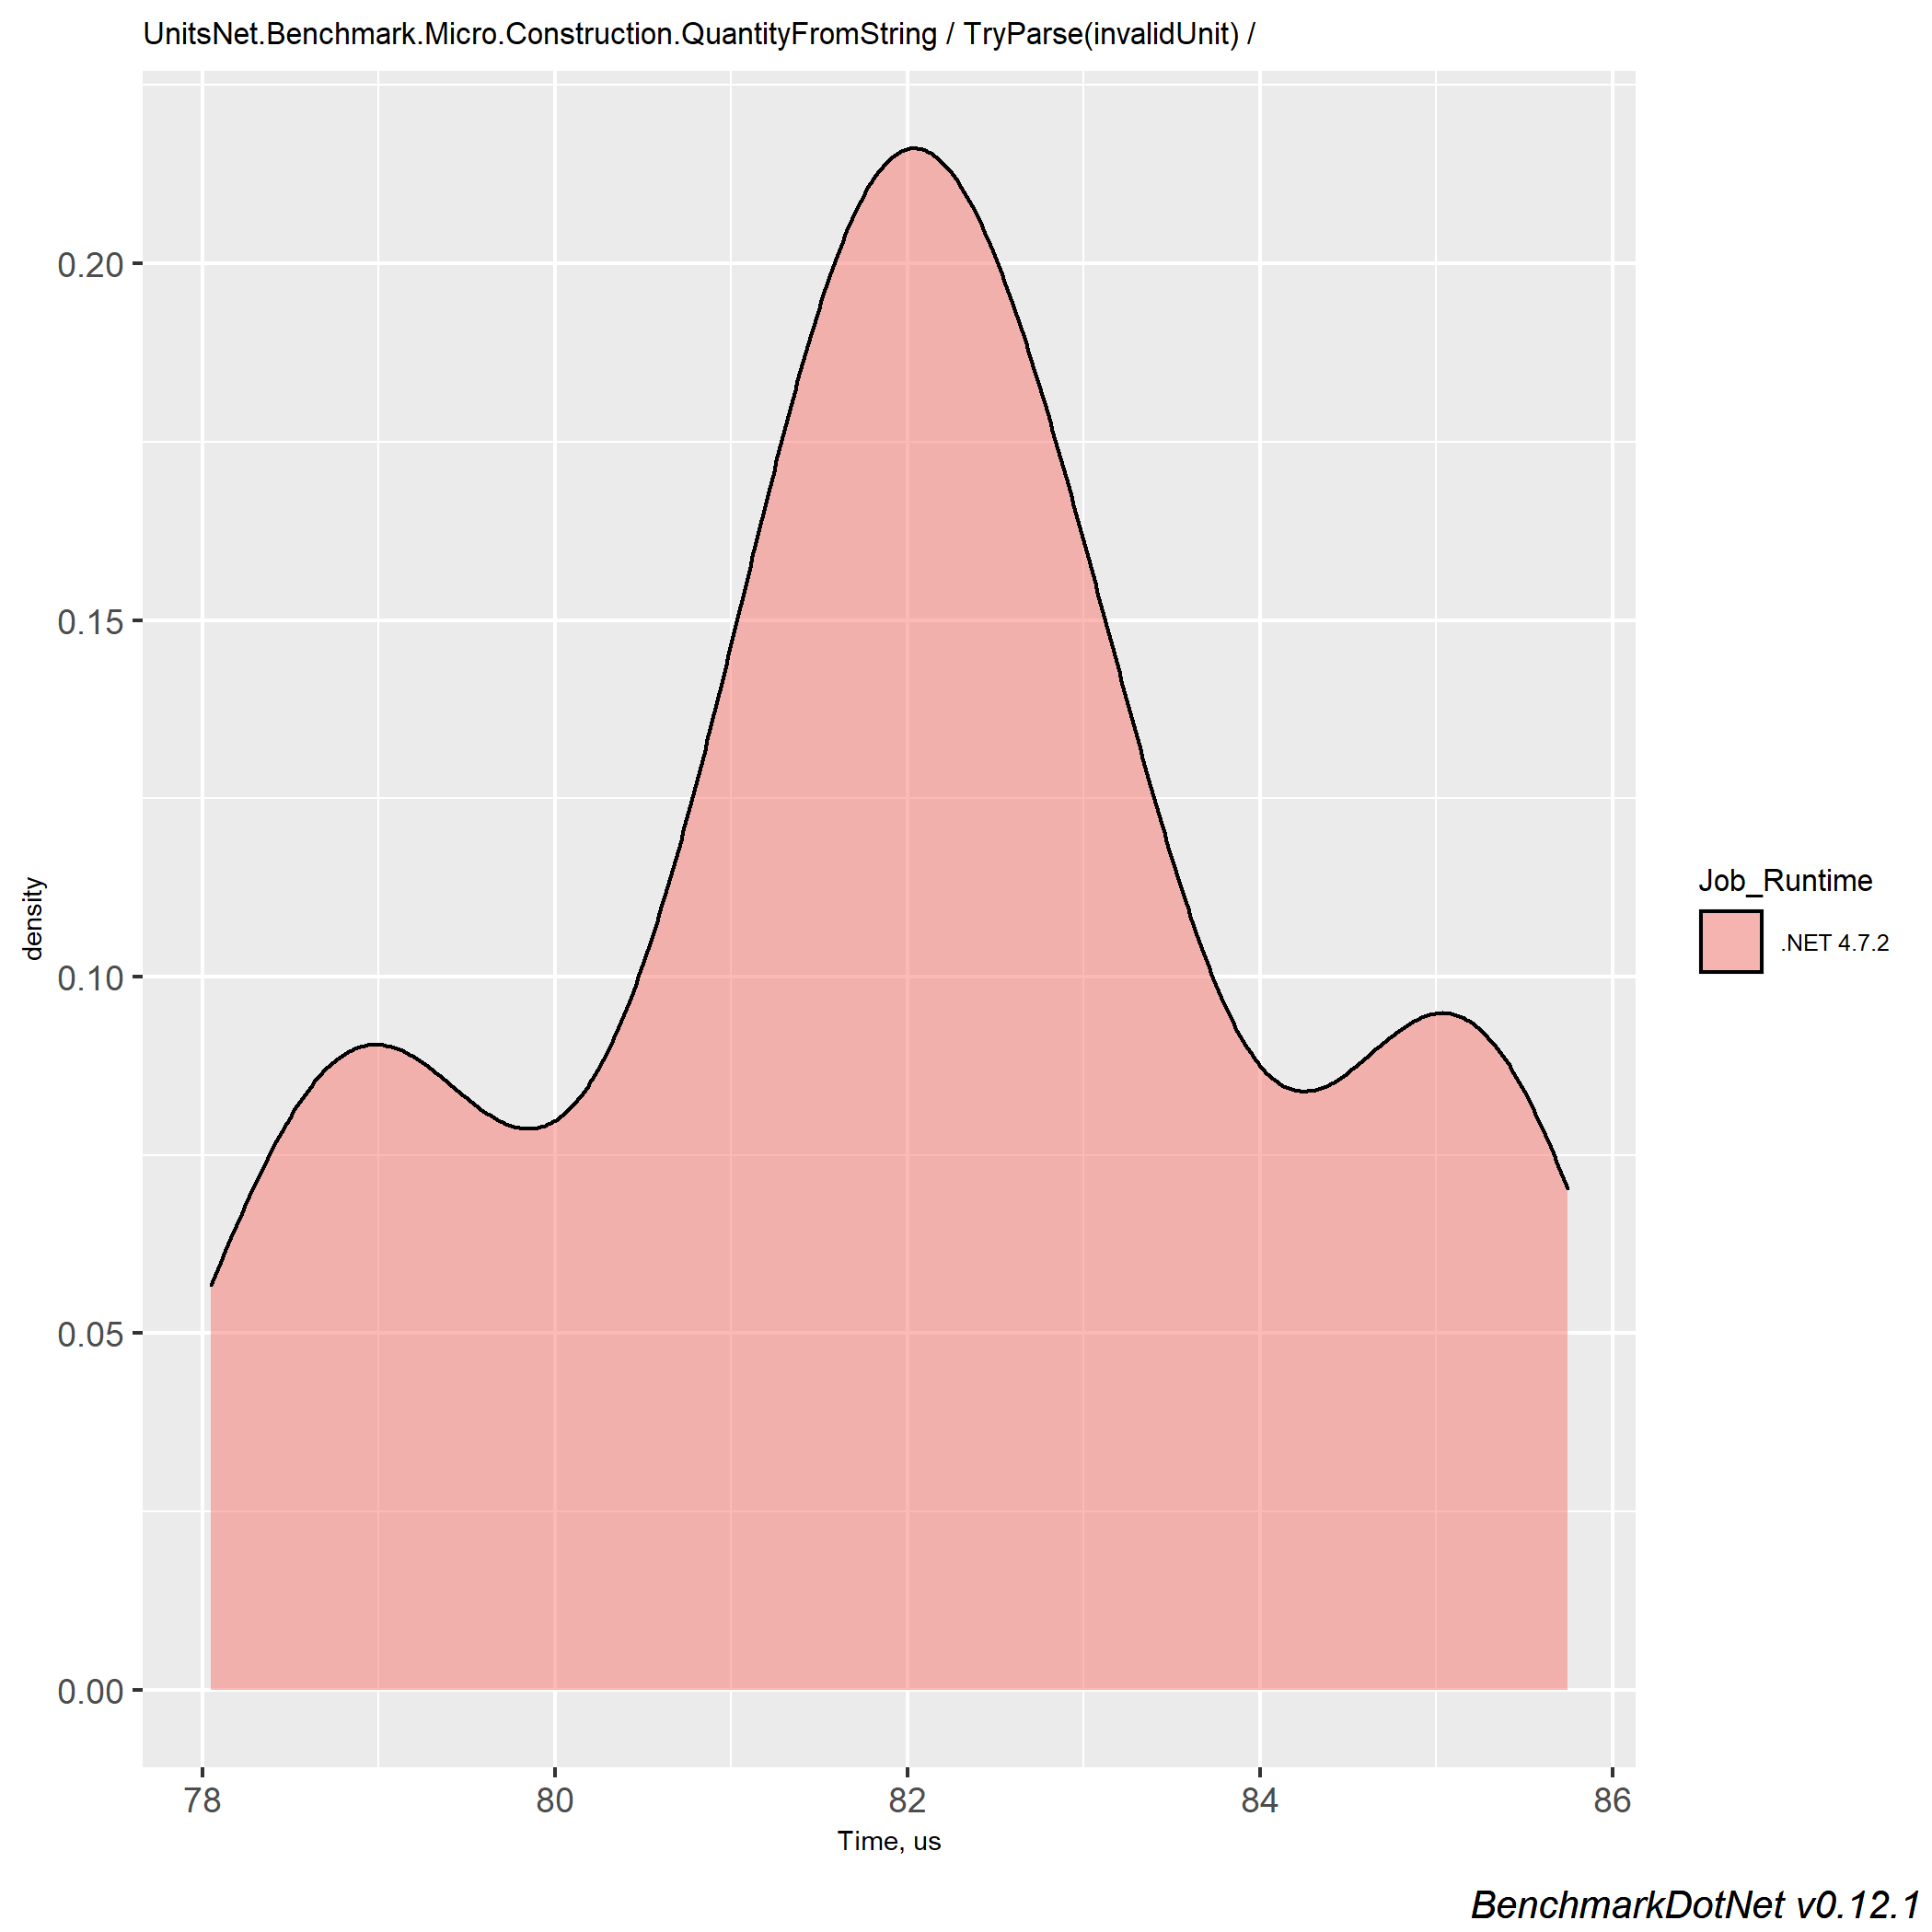 UnitsNet.Benchmark.Micro.Construction.QuantityFromString / TryParse(invalidUnit) /
density
0.20
0.15
0.10
0.05
0.00
78 80 82 84 86
Time, us
Job_Runtime
.NET 4.7.2
BenchmarkDotNet v0.12.1